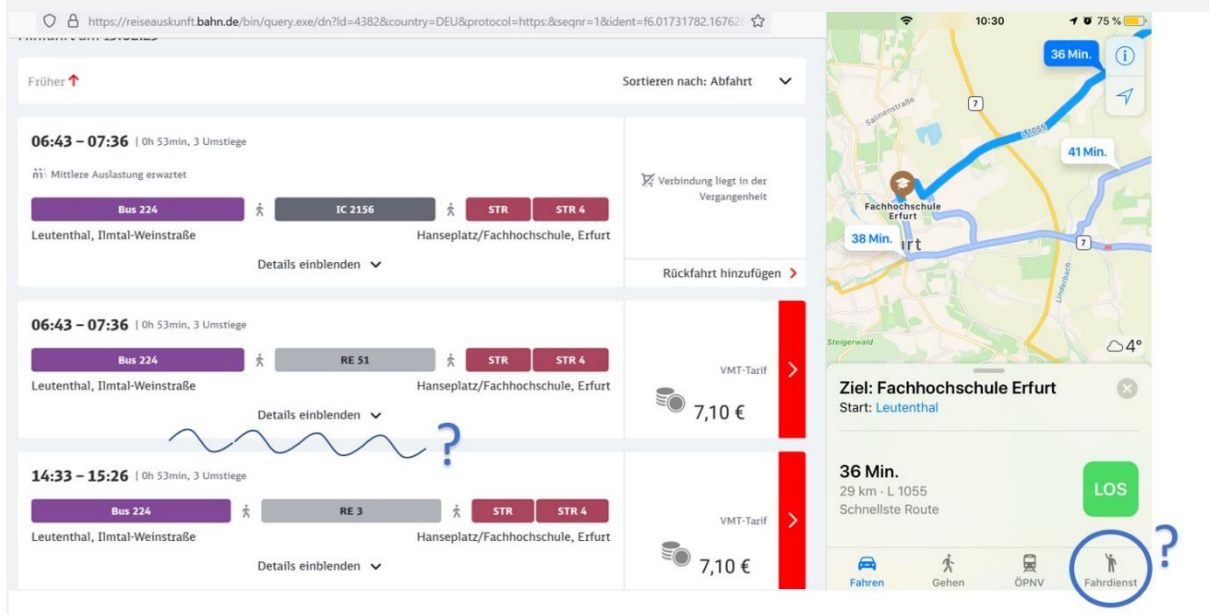 https://reiseauskunft.bahn.de/bin/query.exe/dn?ld=4382&country=DEU&protocol=https:&seqnr=1&ident=f6.01731782.16762
Früher
Sortieren nach: Abfahrt
06:43 – 07:36 | 0h 53min, 3 Umstiege
Mittlere Auslastung erwartet
Bus 224 IC 2156 STR STR 4
Leutenthal, Ilmtal-Weinstraße Hanseplatz/Fachhochschule, Erfurt
Details einblenden
Verbindung liegt in der
Vergangenheit
Rückfahrt hinzufügen
06:43 – 07:36 | 0h 53min, 3 Umstiege
Bus 224 RE 51 STR STR 4
Leutenthal, Ilmtal-Weinstraße Hanseplatz/Fachhochschule, Erfurt
Details einblenden
VMT-Tarif
7,10 €
?
14:33 – 15:26 | 0h 53min, 3 Umstiege
Bus 224 RE 3 STR STR 4
Leutenthal, Ilmtal-Weinstraße Hanseplatz/Fachhochschule, Erfurt
Details einblenden
VMT-Tarif
7,10 €
10:30 75 %
36 Min.
Salinenstraße
7
L1055
41 Min.
Fachhochschule
Erfurt
38 Min.
urt
7
Linderbach
Steigerwald
4°
Ziel: Fachhochschule Erfurt
Start: Leutenthal
36 Min.
29 km · L 1055
Schnellste Route
LOS
Fahren Gehen ÖPNV Fahrdienst
?